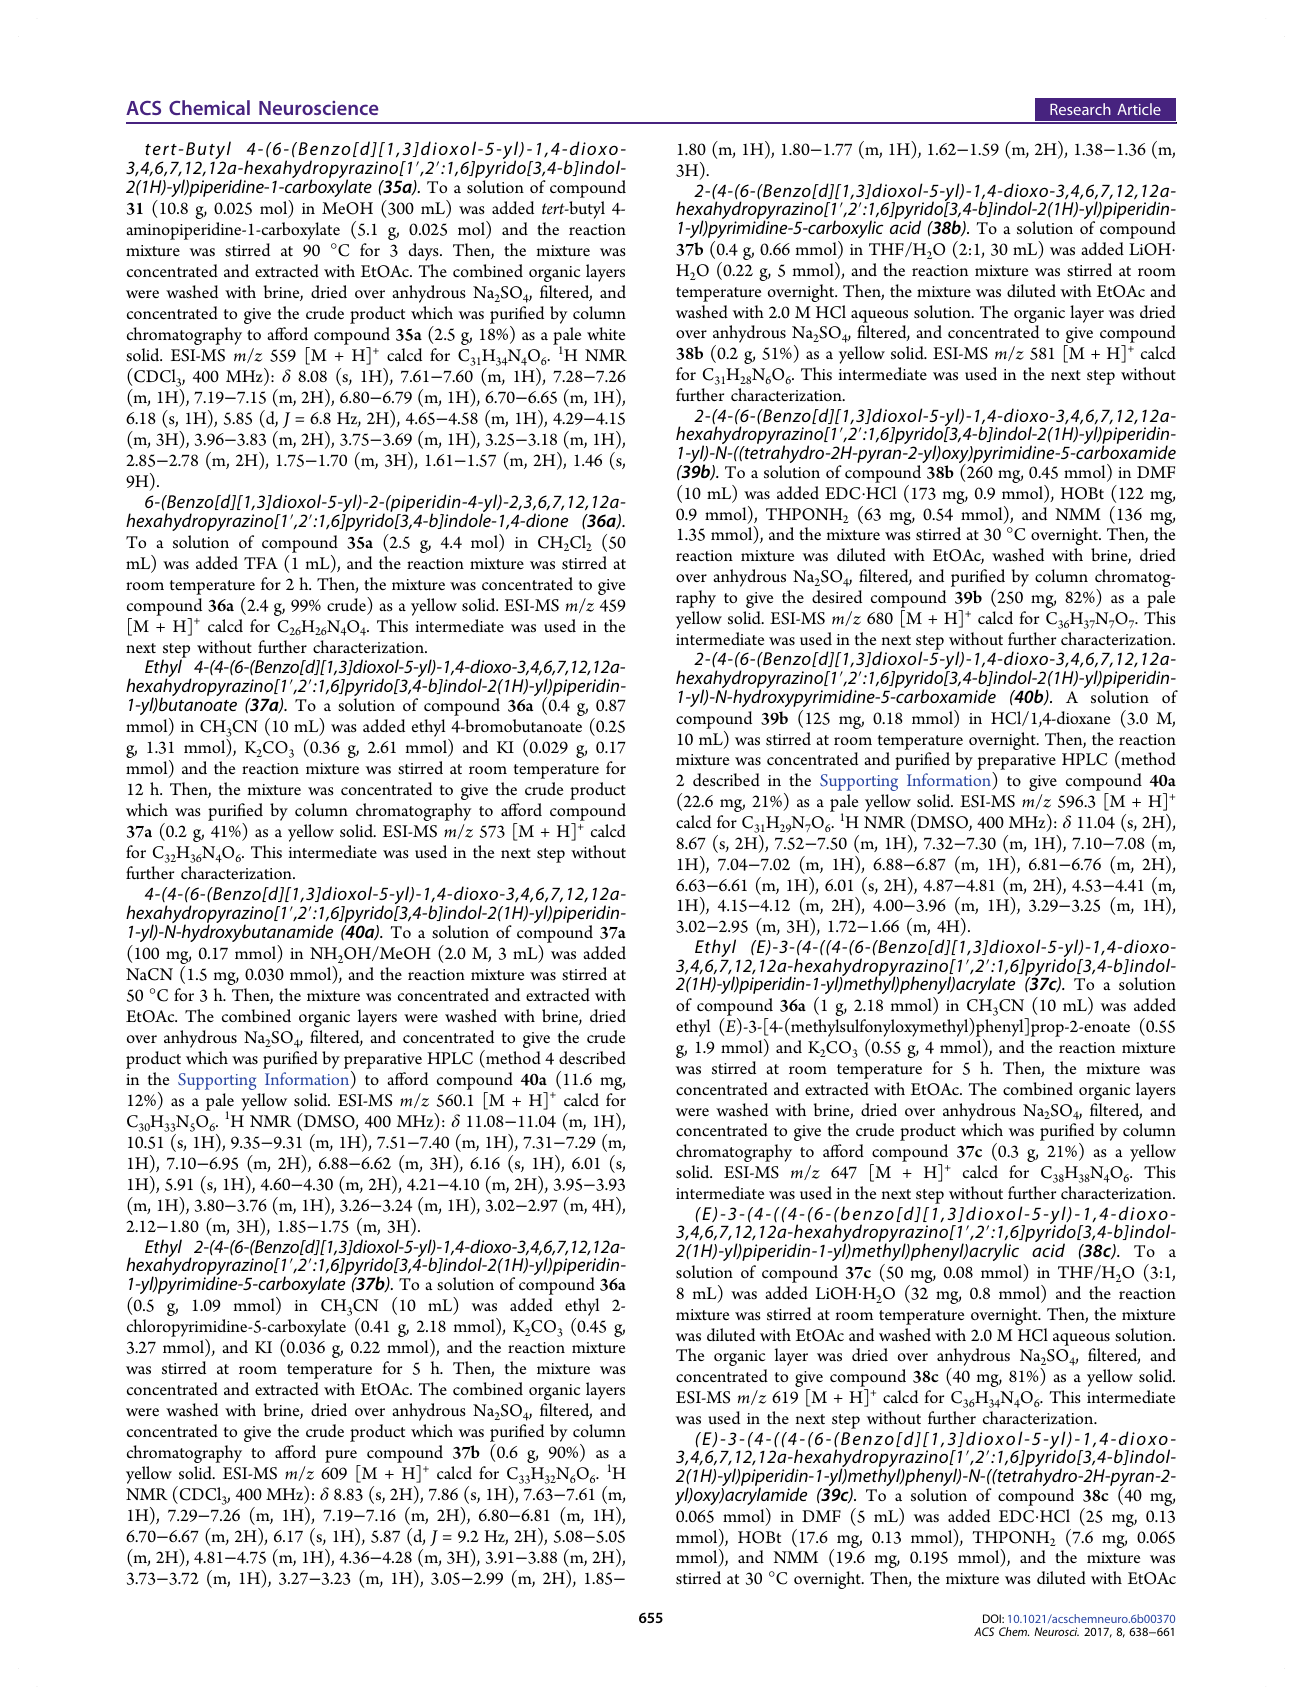 ACS Chemical Neuroscience
Research Article
tert-Butyl 4-(6-(Benzo[d][1,3]dioxol-5-yl)-1,4-dioxo-
3,4,6,7,12,12a-hexahydropyrazino[1′,2′:1,6]pyrido[3,4-b]indol-
2(1H)-yl)piperidine-1-carboxylate (35a). To a solution of compound
31 (10.8 g, 0.025 mol) in MeOH (300 mL) was added tert-butyl 4-
aminopiperidine-1-carboxylate (5.1 g, 0.025 mol) and the reaction
mixture was stirred at 90 °C for 3 days. Then, the mixture was
concentrated and extracted with EtOAc. The combined organic layers
were washed with brine, dried over anhydrous Na₂SO₄, filtered, and
concentrated to give the crude product which was purified by column
chromatography to afford compound 35a (2.5 g, 18%) as a pale white
solid. ESI-MS m/z 559 [M + H]⁺ calcd for C₃₁H₃₄N₄O₆. ¹H NMR
(CDCl₃, 400 MHz): δ 8.08 (s, 1H), 7.61−7.60 (m, 1H), 7.28−7.26
(m, 1H), 7.19−7.15 (m, 2H), 6.80−6.79 (m, 1H), 6.70−6.65 (m, 1H),
6.18 (s, 1H), 5.85 (d, J = 6.8 Hz, 2H), 4.65−4.58 (m, 1H), 4.29−4.15
(m, 3H), 3.96−3.83 (m, 2H), 3.75−3.69 (m, 1H), 3.25−3.18 (m, 1H),
2.85−2.78 (m, 2H), 1.75−1.70 (m, 3H), 1.61−1.57 (m, 2H), 1.46 (s,
9H).
6-(Benzo[d][1,3]dioxol-5-yl)-2-(piperidin-4-yl)-2,3,6,7,12,12a-
hexahydropyrazino[1′,2′:1,6]pyrido[3,4-b]indole-1,4-dione (36a).
To a solution of compound 35a (2.5 g, 4.4 mol) in CH₂Cl₂ (50
mL) was added TFA (1 mL), and the reaction mixture was stirred at
room temperature for 2 h. Then, the mixture was concentrated to give
compound 36a (2.4 g, 99% crude) as a yellow solid. ESI-MS m/z 459
[M + H]⁺ calcd for C₂₆H₂₆N₄O₄. This intermediate was used in the
next step without further characterization.
Ethyl 4-(4-(6-(Benzo[d][1,3]dioxol-5-yl)-1,4-dioxo-3,4,6,7,12,12a-
hexahydropyrazino[1′,2′:1,6]pyrido[3,4-b]indol-2(1H)-yl)piperidin-
1-yl)butanoate (37a). To a solution of compound 36a (0.4 g, 0.87
mmol) in CH₃CN (10 mL) was added ethyl 4-bromobutanoate (0.25
g, 1.31 mmol), K₂CO₃ (0.36 g, 2.61 mmol) and KI (0.029 g, 0.17
mmol) and the reaction mixture was stirred at room temperature for
12 h. Then, the mixture was concentrated to give the crude product
which was purified by column chromatography to afford compound
37a (0.2 g, 41%) as a yellow solid. ESI-MS m/z 573 [M + H]⁺ calcd
for C₃₂H₃₆N₄O₆. This intermediate was used in the next step without
further characterization.
4-(4-(6-(Benzo[d][1,3]dioxol-5-yl)-1,4-dioxo-3,4,6,7,12,12a-
hexahydropyrazino[1′,2′:1,6]pyrido[3,4-b]indol-2(1H)-yl)piperidin-
1-yl)-N-hydroxybutanamide (40a). To a solution of compound 37a
(100 mg, 0.17 mmol) in NH₂OH/MeOH (2.0 M, 3 mL) was added
NaCN (1.5 mg, 0.030 mmol), and the reaction mixture was stirred at
50 °C for 3 h. Then, the mixture was concentrated and extracted with
EtOAc. The combined organic layers were washed with brine, dried
over anhydrous Na₂SO₄, filtered, and concentrated to give the crude
product which was purified by preparative HPLC (method 4 described
in the Supporting Information) to afford compound 40a (11.6 mg,
12%) as a pale yellow solid. ESI-MS m/z 560.1 [M + H]⁺ calcd for
C₃₀H₃₃N₅O₆. ¹H NMR (DMSO, 400 MHz): δ 11.08−11.04 (m, 1H),
10.51 (s, 1H), 9.35−9.31 (m, 1H), 7.51−7.40 (m, 1H), 7.31−7.29 (m,
1H), 7.10−6.95 (m, 2H), 6.88−6.62 (m, 3H), 6.16 (s, 1H), 6.01 (s,
1H), 5.91 (s, 1H), 4.60−4.30 (m, 2H), 4.21−4.10 (m, 2H), 3.95−3.93
(m, 1H), 3.80−3.76 (m, 1H), 3.26−3.24 (m, 1H), 3.02−2.97 (m, 4H),
2.12−1.80 (m, 3H), 1.85−1.75 (m, 3H).
Ethyl 2-(4-(6-(Benzo[d][1,3]dioxol-5-yl)-1,4-dioxo-3,4,6,7,12,12a-
hexahydropyrazino[1′,2′:1,6]pyrido[3,4-b]indol-2(1H)-yl)piperidin-
1-yl)pyrimidine-5-carboxylate (37b). To a solution of compound 36a
(0.5 g, 1.09 mmol) in CH₃CN (10 mL) was added ethyl 2-
chloropyrimidine-5-carboxylate (0.41 g, 2.18 mmol), K₂CO₃ (0.45 g,
3.27 mmol), and KI (0.036 g, 0.22 mmol), and the reaction mixture
was stirred at room temperature for 5 h. Then, the mixture was
concentrated and extracted with EtOAc. The combined organic layers
were washed with brine, dried over anhydrous Na₂SO₄, filtered, and
concentrated to give the crude product which was purified by column
chromatography to afford pure compound 37b (0.6 g, 90%) as a
yellow solid. ESI-MS m/z 609 [M + H]⁺ calcd for C₃₃H₃₂N₆O₆. ¹H
NMR (CDCl₃, 400 MHz): δ 8.83 (s, 2H), 7.86 (s, 1H), 7.63−7.61 (m,
1H), 7.29−7.26 (m, 1H), 7.19−7.16 (m, 2H), 6.80−6.81 (m, 1H),
6.70−6.67 (m, 2H), 6.17 (s, 1H), 5.87 (d, J = 9.2 Hz, 2H), 5.08−5.05
(m, 2H), 4.81−4.75 (m, 1H), 4.36−4.28 (m, 3H), 3.91−3.88 (m, 2H),
3.73−3.72 (m, 1H), 3.27−3.23 (m, 1H), 3.05−2.99 (m, 2H), 1.85−
1.80 (m, 1H), 1.80−1.77 (m, 1H), 1.62−1.59 (m, 2H), 1.38−1.36 (m,
3H).
2-(4-(6-(Benzo[d][1,3]dioxol-5-yl)-1,4-dioxo-3,4,6,7,12,12a-
hexahydropyrazino[1′,2′:1,6]pyrido[3,4-b]indol-2(1H)-yl)piperidin-
1-yl)pyrimidine-5-carboxylic acid (38b). To a solution of compound
37b (0.4 g, 0.66 mmol) in THF/H₂O (2:1, 30 mL) was added LiOH·
H₂O (0.22 g, 5 mmol), and the reaction mixture was stirred at room
temperature overnight. Then, the mixture was diluted with EtOAc and
washed with 2.0 M HCl aqueous solution. The organic layer was dried
over anhydrous Na₂SO₄, filtered, and concentrated to give compound
38b (0.2 g, 51%) as a yellow solid. ESI-MS m/z 581 [M + H]⁺ calcd
for C₃₁H₂₈N₆O₆. This intermediate was used in the next step without
further characterization.
2-(4-(6-(Benzo[d][1,3]dioxol-5-yl)-1,4-dioxo-3,4,6,7,12,12a-
hexahydropyrazino[1′,2′:1,6]pyrido[3,4-b]indol-2(1H)-yl)piperidin-
1-yl)-N-((tetrahydro-2H-pyran-2-yl)oxy)pyrimidine-5-carboxamide
(39b). To a solution of compound 38b (260 mg, 0.45 mmol) in DMF
(10 mL) was added EDC·HCl (173 mg, 0.9 mmol), HOBt (122 mg,
0.9 mmol), THPONH₂ (63 mg, 0.54 mmol), and NMM (136 mg,
1.35 mmol), and the mixture was stirred at 30 °C overnight. Then, the
reaction mixture was diluted with EtOAc, washed with brine, dried
over anhydrous Na₂SO₄, filtered, and purified by column chromatog-
raphy to give the desired compound 39b (250 mg, 82%) as a pale
yellow solid. ESI-MS m/z 680 [M + H]⁺ calcd for C₃₆H₃₇N₇O₇. This
intermediate was used in the next step without further characterization.
2-(4-(6-(Benzo[d][1,3]dioxol-5-yl)-1,4-dioxo-3,4,6,7,12,12a-
hexahydropyrazino[1′,2′:1,6]pyrido[3,4-b]indol-2(1H)-yl)piperidin-
1-yl)-N-hydroxypyrimidine-5-carboxamide (40b). A solution of
compound 39b (125 mg, 0.18 mmol) in HCl/1,4-dioxane (3.0 M,
10 mL) was stirred at room temperature overnight. Then, the reaction
mixture was concentrated and purified by preparative HPLC (method
2 described in the Supporting Information) to give compound 40a
(22.6 mg, 21%) as a pale yellow solid. ESI-MS m/z 596.3 [M + H]⁺
calcd for C₃₁H₂₉N₇O₆. ¹H NMR (DMSO, 400 MHz): δ 11.04 (s, 2H),
8.67 (s, 2H), 7.52−7.50 (m, 1H), 7.32−7.30 (m, 1H), 7.10−7.08 (m,
1H), 7.04−7.02 (m, 1H), 6.88−6.87 (m, 1H), 6.81−6.76 (m, 2H),
6.63−6.61 (m, 1H), 6.01 (s, 2H), 4.87−4.81 (m, 2H), 4.53−4.41 (m,
1H), 4.15−4.12 (m, 2H), 4.00−3.96 (m, 1H), 3.29−3.25 (m, 1H),
3.02−2.95 (m, 3H), 1.72−1.66 (m, 4H).
Ethyl (E)-3-(4-((4-(6-(Benzo[d][1,3]dioxol-5-yl)-1,4-dioxo-
3,4,6,7,12,12a-hexahydropyrazino[1′,2′:1,6]pyrido[3,4-b]indol-
2(1H)-yl)piperidin-1-yl)methyl)phenyl)acrylate (37c). To a solution
of compound 36a (1 g, 2.18 mmol) in CH₃CN (10 mL) was added
ethyl (E)-3-[4-(methylsulfonyloxymethyl)phenyl]prop-2-enoate (0.55
g, 1.9 mmol) and K₂CO₃ (0.55 g, 4 mmol), and the reaction mixture
was stirred at room temperature for 5 h. Then, the mixture was
concentrated and extracted with EtOAc. The combined organic layers
were washed with brine, dried over anhydrous Na₂SO₄, filtered, and
concentrated to give the crude product which was purified by column
chromatography to afford compound 37c (0.3 g, 21%) as a yellow
solid. ESI-MS m/z 647 [M + H]⁺ calcd for C₃₈H₃₈N₄O₆. This
intermediate was used in the next step without further characterization.
(E)-3-(4-((4-(6-(benzo[d][1,3]dioxol-5-yl)-1,4-dioxo-
3,4,6,7,12,12a-hexahydropyrazino[1′,2′:1,6]pyrido[3,4-b]indol-
2(1H)-yl)piperidin-1-yl)methyl)phenyl)acrylic acid (38c). To a
solution of compound 37c (50 mg, 0.08 mmol) in THF/H₂O (3:1,
8 mL) was added LiOH·H₂O (32 mg, 0.8 mmol) and the reaction
mixture was stirred at room temperature overnight. Then, the mixture
was diluted with EtOAc and washed with 2.0 M HCl aqueous solution.
The organic layer was dried over anhydrous Na₂SO₄, filtered, and
concentrated to give compound 38c (40 mg, 81%) as a yellow solid.
ESI-MS m/z 619 [M + H]⁺ calcd for C₃₆H₃₄N₄O₆. This intermediate
was used in the next step without further characterization.
(E)-3-(4-((4-(6-(Benzo[d][1,3]dioxol-5-yl)-1,4-dioxo-
3,4,6,7,12,12a-hexahydropyrazino[1′,2′:1,6]pyrido[3,4-b]indol-
2(1H)-yl)piperidin-1-yl)methyl)phenyl)-N-((tetrahydro-2H-pyran-2-
yl)oxy)acrylamide (39c). To a solution of compound 38c (40 mg,
0.065 mmol) in DMF (5 mL) was added EDC·HCl (25 mg, 0.13
mmol), HOBt (17.6 mg, 0.13 mmol), THPONH₂ (7.6 mg, 0.065
mmol), and NMM (19.6 mg, 0.195 mmol), and the mixture was
stirred at 30 °C overnight. Then, the mixture was diluted with EtOAc
655
DOI: 10.1021/acschemneuro.6b00370
ACS Chem. Neurosci. 2017, 8, 638−661